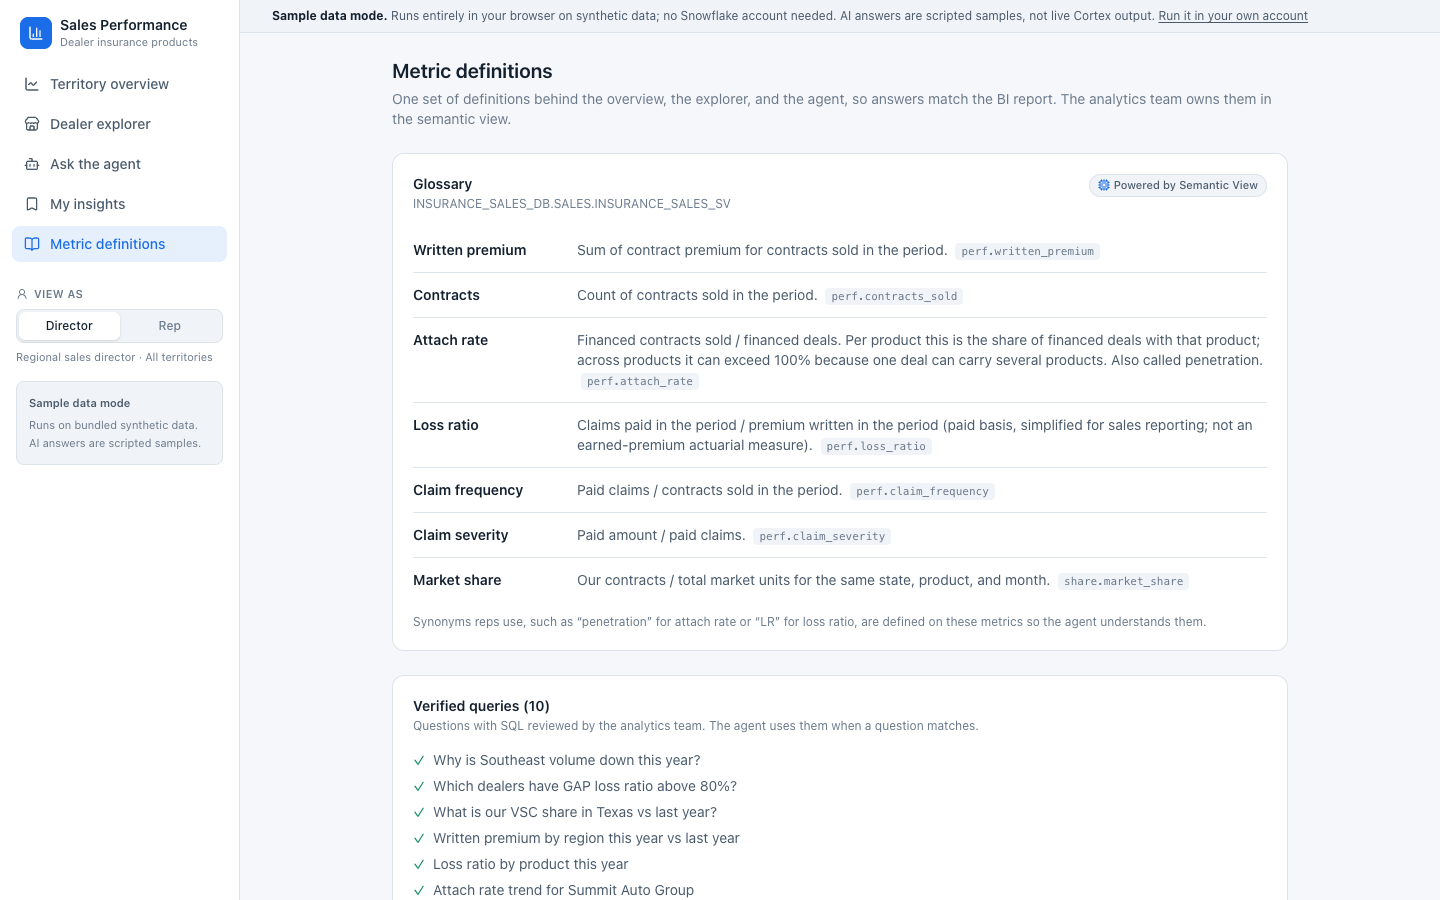 Sales Performance
Dealer insurance products
Territory overview
Dealer explorer
Ask the agent
My insights
Metric definitions
VIEW AS
Director
Rep
Regional sales director · All territories
Sample data mode
Runs on bundled synthetic data.
AI answers are scripted samples.
Sample data mode. Runs entirely in your browser on synthetic data; no Snowflake account needed. AI answers are scripted samples, not live Cortex output. Run it in your own account
Metric definitions
One set of definitions behind the overview, the explorer, and the agent, so answers match the BI report. The analytics team owns them in
the semantic view.
Glossary
INSURANCE_SALES_DB.SALES.INSURANCE_SALES_SV
Powered by Semantic View
Written premium
Sum of contract premium for contracts sold in the period. perf.written_premium
Contracts
Count of contracts sold in the period. perf.contracts_sold
Attach rate
Financed contracts sold / financed deals. Per product this is the share of financed deals with that product;
across products it can exceed 100% because one deal can carry several products. Also called penetration.
perf.attach_rate
Loss ratio
Claims paid in the period / premium written in the period (paid basis, simplified for sales reporting; not an
earned-premium actuarial measure). perf.loss_ratio
Claim frequency
Paid claims / contracts sold in the period. perf.claim_frequency
Claim severity
Paid amount / paid claims. perf.claim_severity
Market share
Our contracts / total market units for the same state, product, and month. share.market_share
Synonyms reps use, such as “penetration” for attach rate or “LR” for loss ratio, are defined on these metrics so the agent understands them.
Verified queries (10)
Questions with SQL reviewed by the analytics team. The agent uses them when a question matches.
Why is Southeast volume down this year?
Which dealers have GAP loss ratio above 80%?
What is our VSC share in Texas vs last year?
Written premium by region this year vs last year
Loss ratio by product this year
Attach rate trend for Summit Auto Group